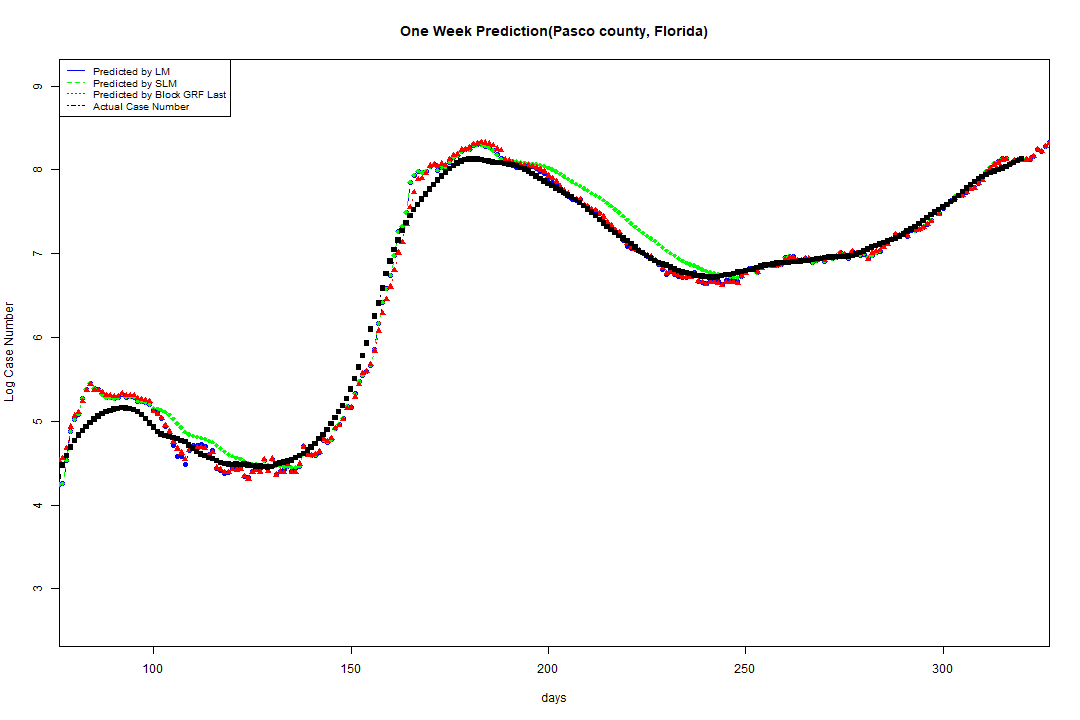 One Week Prediction(Pasco county, Florida)
Predicted by LM
Predicted by SLM
Predicted by Block GRF Last
Actual Case Number
9
8
7
6
5
4
3
Log Case Number
100 150 200 250 300
days